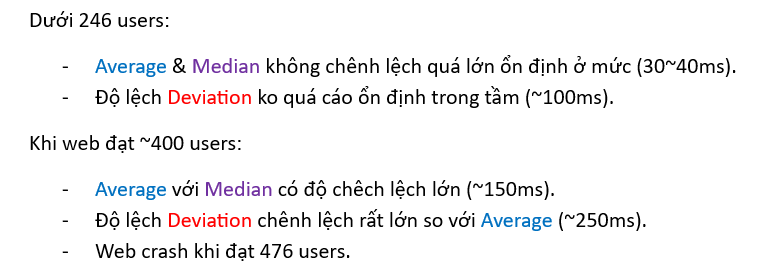 Dưới 246 users:
- Average & Median không chênh lệch quá lớn ổn định ở mức (30~40ms).
- Độ lệch Deviation ko quá cáo ổn định trong tầm (~100ms).
Khi web đạt ~400 users:
- Average với Median có độ chêch lệch lớn (~150ms).
- Độ lệch Deviation chênh lệch rất lớn so với Average (~250ms).
- Web crash khi đạt 476 users.